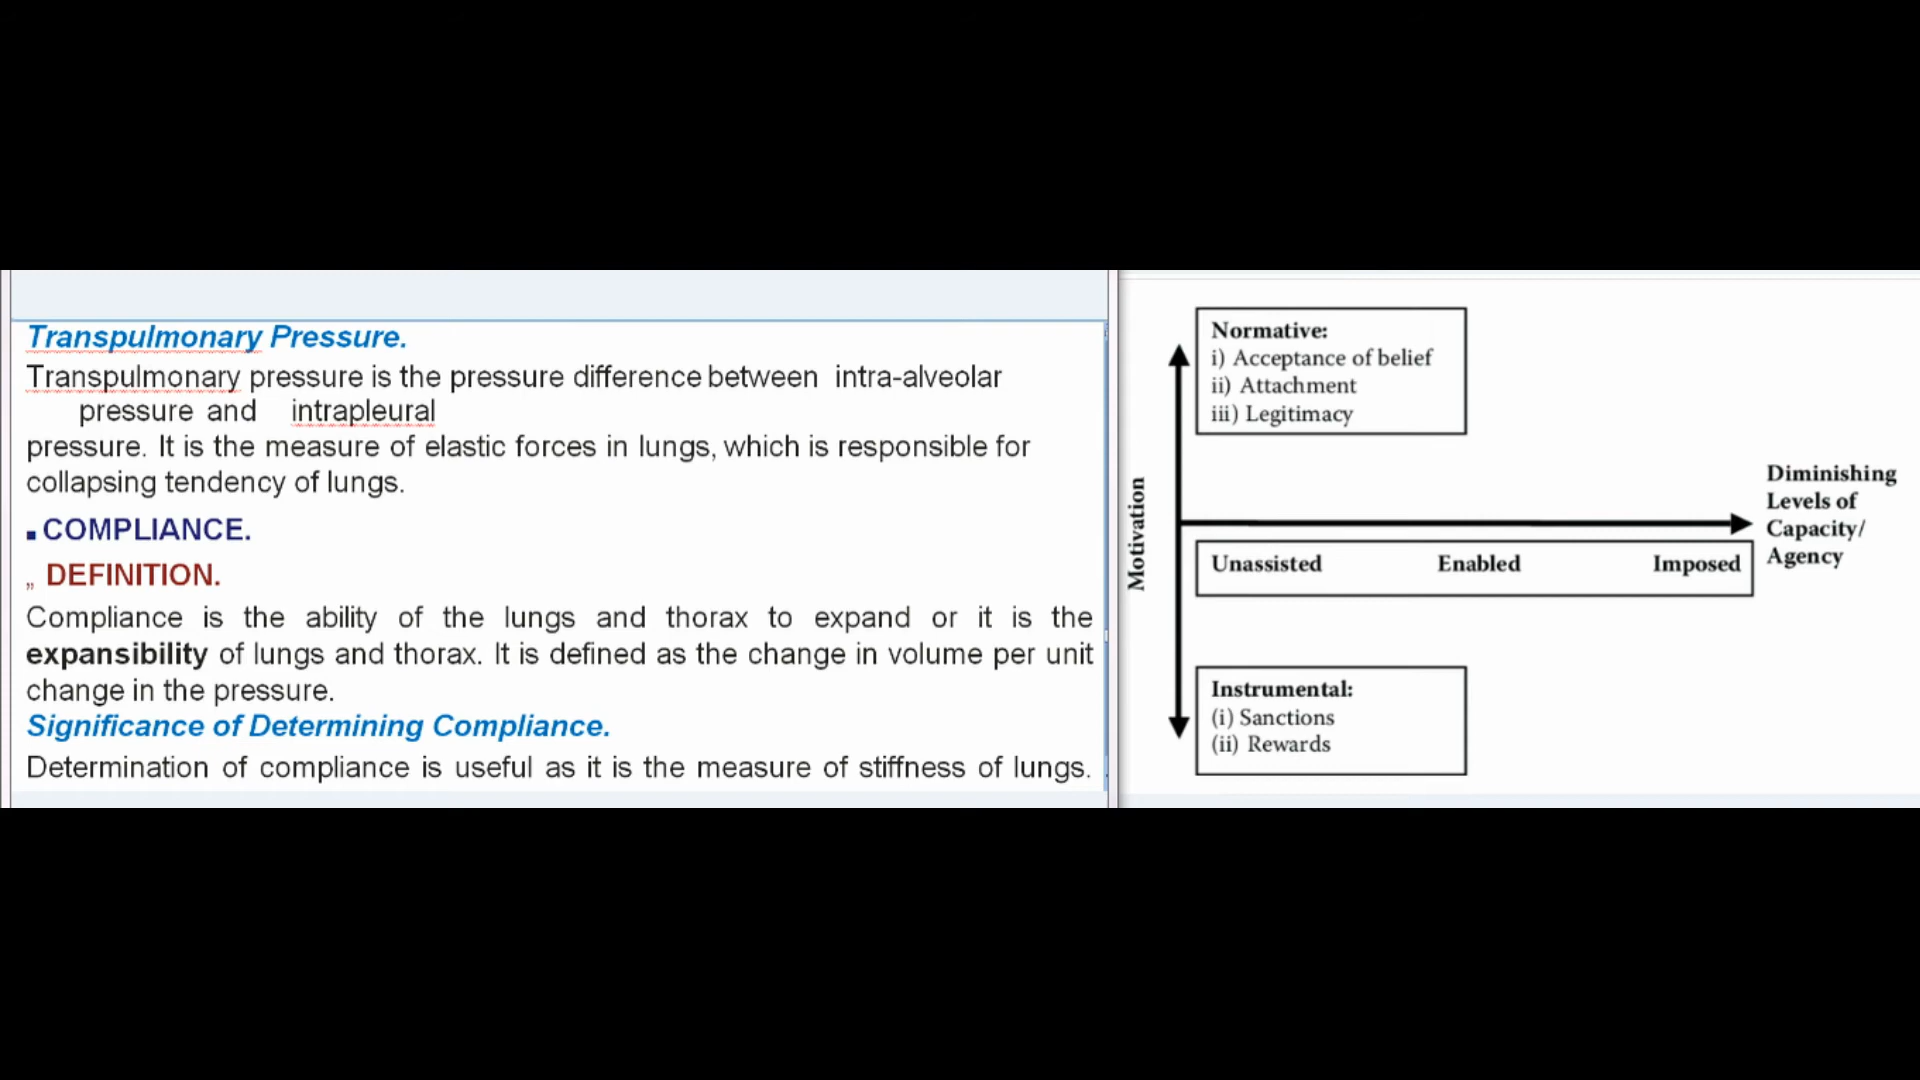 Transpulmonary Pressure.
Transpulmonary pressure is the pressure difference between intra-alveolar
pressure and intrapleural
pressure. It is the measure of elastic forces in lungs, which is responsible for
collapsing tendency of lungs.
▪ COMPLIANCE.
„ DEFINITION.
Compliance is the ability of the lungs and thorax to expand or it is the
expansibility of lungs and thorax. It is defined as the change in volume per unit
change in the pressure.
Significance of Determining Compliance.
Determination of compliance is useful as it is the measure of stiffness of lungs.
Motivation
Normative:
i) Acceptance of belief
ii) Attachment
iii) Legitimacy
Diminishing
Levels of
Capacity/
Agency
Unassisted Enabled Imposed
Instrumental:
(i) Sanctions
(ii) Rewards